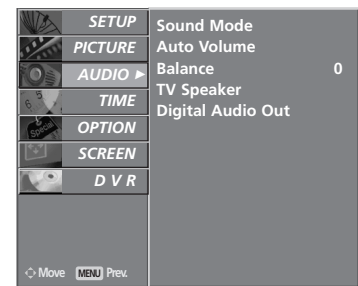 SETUP
PICTURE
AUDIO ▶
TIME
OPTION
SCREEN
D V R
Sound Mode
Auto Volume
Balance 0
TV Speaker
Digital Audio Out
Special
Move MENU Prev.